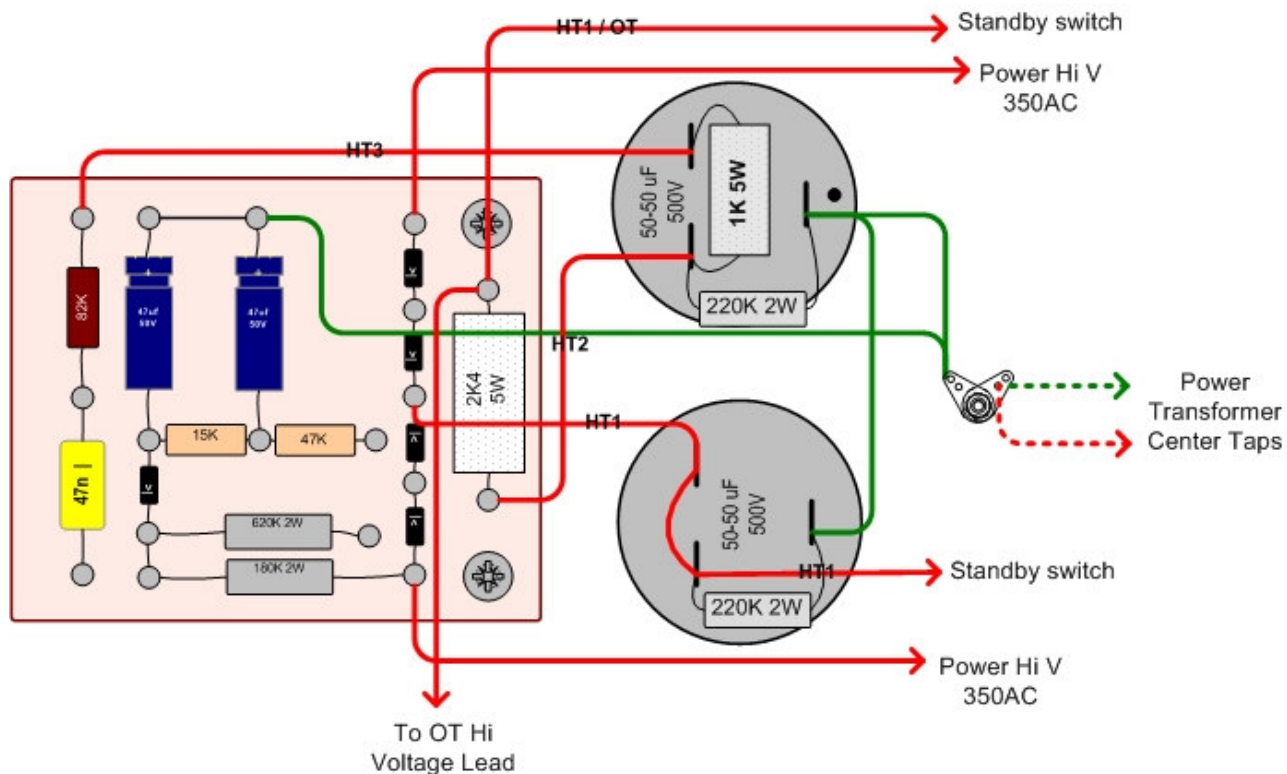 HT1 / OT
Standby switch
Power Hi V
350AC
HT3
50-50 uF
500V
1K 5W
220K 2W
82K
47uf
50V
47uf
50V
HT2
2K4
5W
Power
Transformer
Center Taps
HT1
15K
47K
47n
50-50 uF
500V
620K 2W
180K 2W
HT1
Standby switch
220K 2W
Power Hi V
350AC
To OT Hi
Voltage Lead